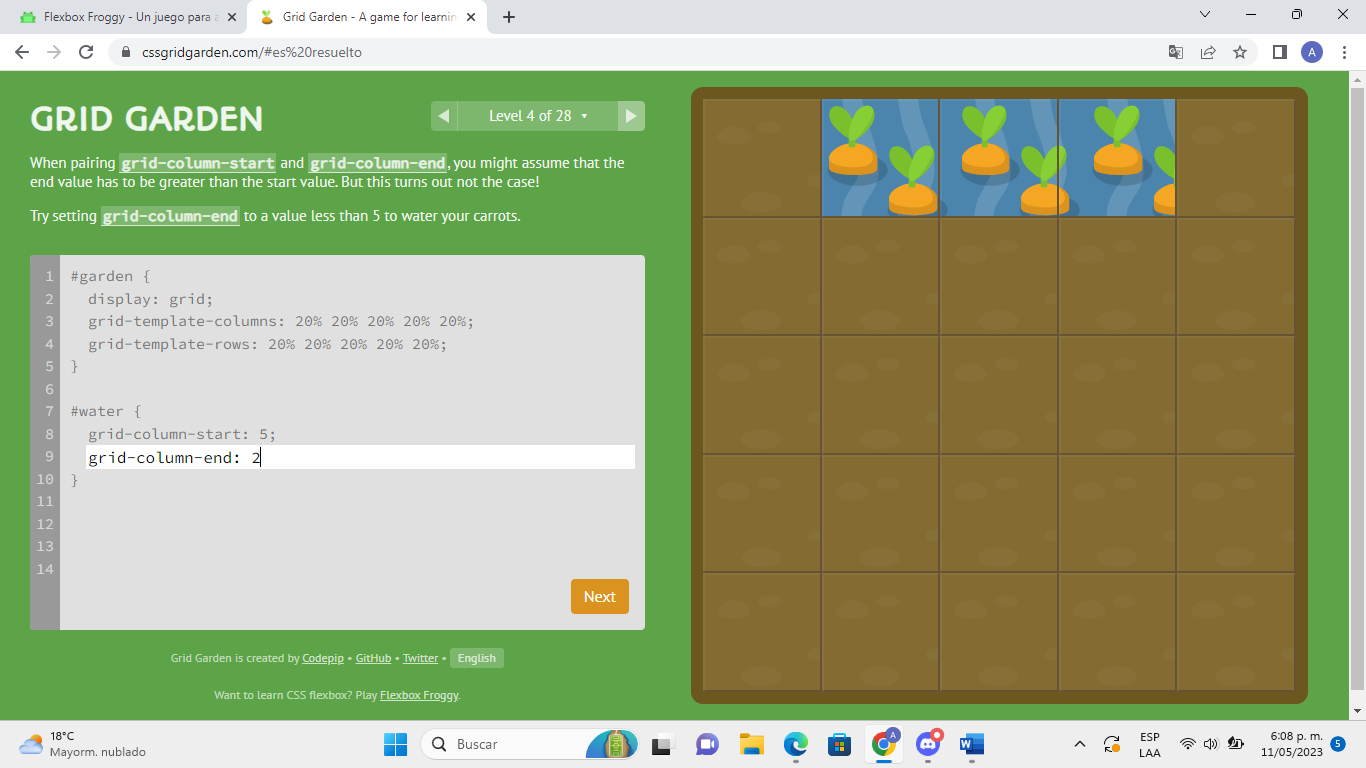 Flexbox Froggy - Un juego para a
Grid Garden - A game for learnin
cssgridgarden.com/#es%20resuelto
A
GRID GARDEN
Level 4 of 28
When pairing grid-column-start and grid-column-end, you might assume that the
end value has to be greater than the start value. But this turns out not the case!
Try setting grid-column-end to a value less than 5 to water your carrots.
1 #garden {
2 display: grid;
3 grid-template-columns: 20% 20% 20% 20% 20%;
4 grid-template-rows: 20% 20% 20% 20% 20%;
5 }
6
7 #water {
8 grid-column-start: 5;
9 grid-column-end: 2
10 }
11
12
13
14
Next
Grid Garden is created by Codepip • GitHub • Twitter • English
Want to learn CSS flexbox? Play Flexbox Froggy.
18°C
Mayorm. nublado
Buscar
A
W
ESP
LAA
6:08 p. m.
11/05/2023
5